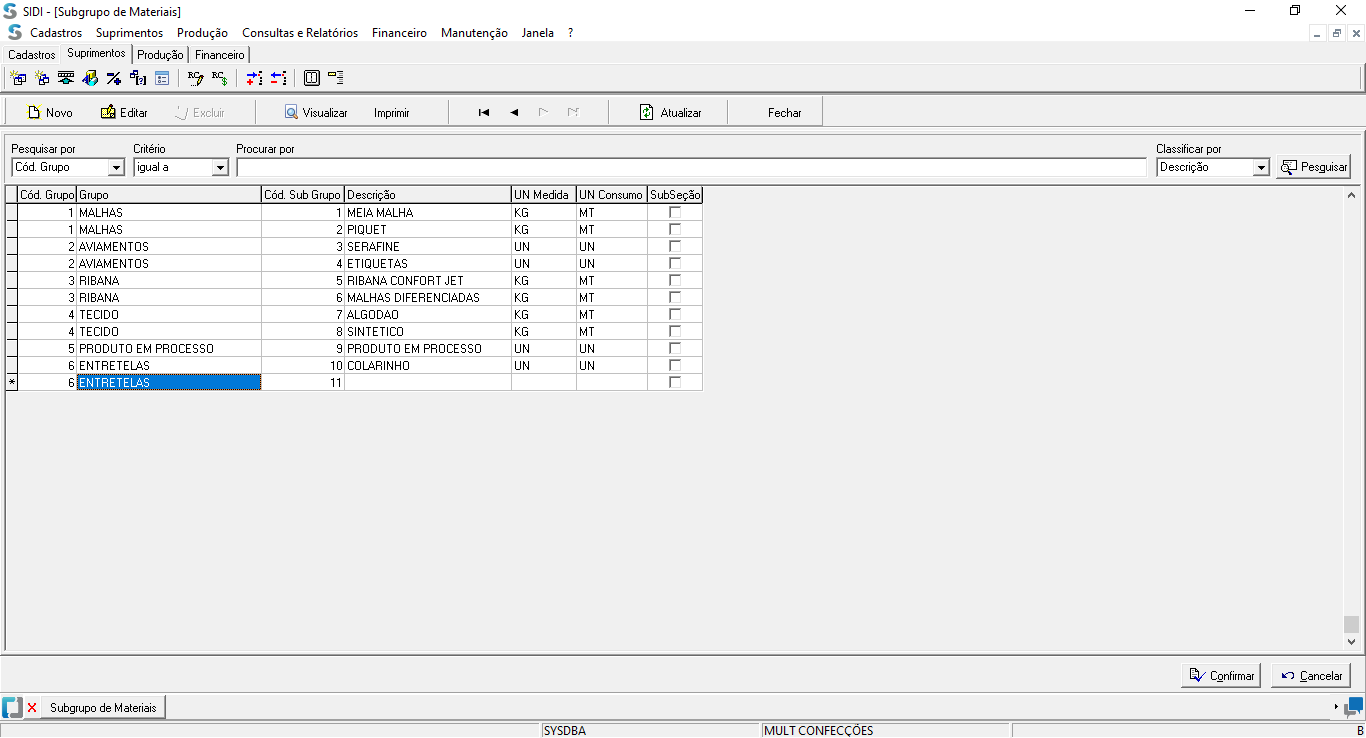 SIDI - [Subgrupo de Materiais]
Cadastros Suprimentos Produção Consultas e Relatórios Financeiro Manutenção Janela ?
Cadastros Suprimentos Produção Financeiro
Novo Editar Excluir Visualizar Imprimir Atualizar Fechar
Pesquisar por Critério Procurar por Classificar por
Cód. Grupo igual a Descrição Pesquisar
Cód. Grupo Grupo Cód. Sub Grupo Descrição UN Medida UN Consumo SubSeção
1 MALHAS 1 MEIA MALHA KG MT
1 MALHAS 2 PIQUET KG MT
2 AVIAMENTOS 3 SERAFINE UN UN
2 AVIAMENTOS 4 ETIQUETAS UN UN
3 RIBANA 5 RIBANA CONFORT JET KG MT
3 RIBANA 6 MALHAS DIFERENCIADAS KG MT
4 TECIDO 7 ALGODAO KG MT
4 TECIDO 8 SINTETICO KG MT
5 PRODUTO EM PROCESSO 9 PRODUTO EM PROCESSO UN UN
6 ENTRETELAS 10 COLARINHO UN UN
* 6 ENTRETELAS 11
Confirmar Cancelar
Subgrupo de Materiais
SYSDBA MULT CONFECÇÕES B